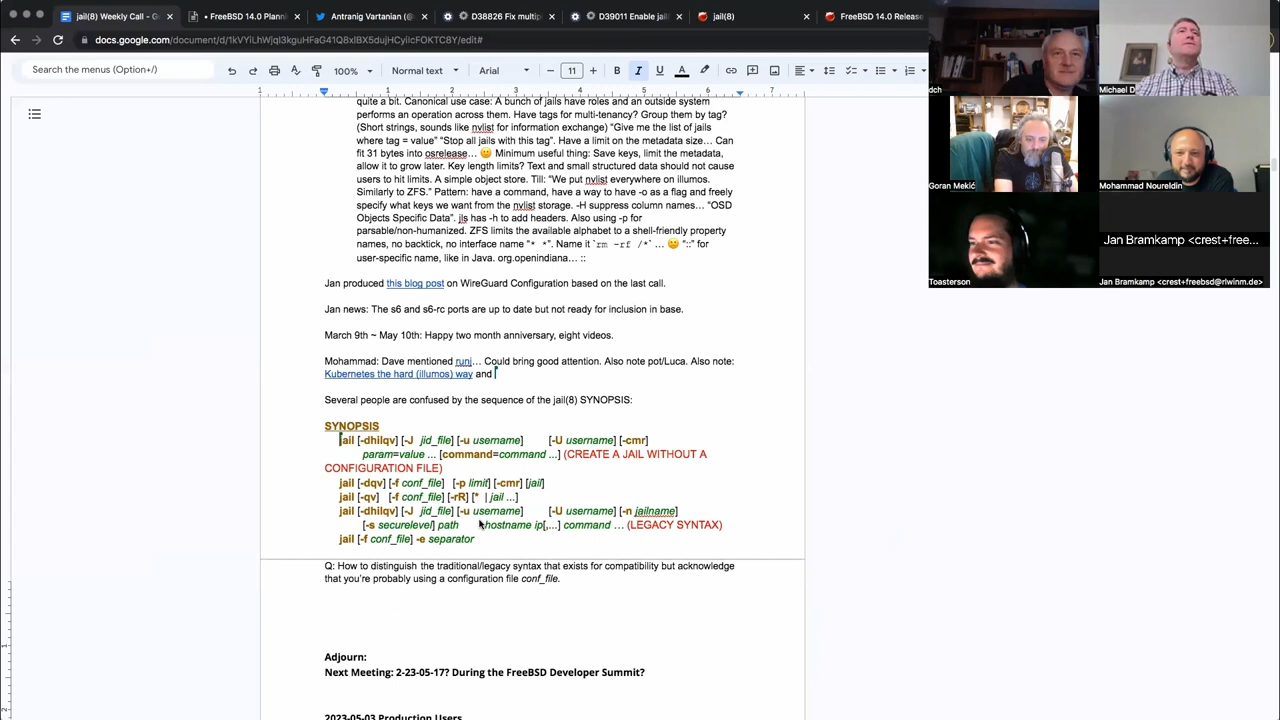 jail(8) Weekly Call - G
• FreeBSD 14.0 Planni
Antranig Vartanian (@
D38826 Fix multip
D39011 Enable jail
jail(8)
FreeBSD 14.0 Release
docs.google.com/document/d/1kVYiLhWjqI3kguHFaG41Q8xIBX5dujHCyiIcFOKTC8Y/edit#
Search the menus (Option+/)
100%
Normal text
Arial
11
B I U A
1 1 2 3 4 5 6 7
quite a bit. Canonical use case: A bunch of jails have roles and an outside system
performs an operation across them. Have tags for multi-tenancy? Group them by tag?
(Short strings, sounds like nvlist for information exchange) “Give me the list of jails
where tag = value” “Stop all jails with this tag”. Have a limit on the metadata size… Can
fit 31 bytes into osrelease… 🙂 Minimum useful thing: Save keys, limit the metadata,
allow it to grow later. Key length limits? Text and small structured data should not cause
users to hit limits. A simple object store. Till: “We put nvlist everywhere on illumos.
Similarly to ZFS.” Pattern: have a command, have a way to have -o as a flag and freely
specify what keys we want from the nvlist storage. -H suppress column names… “OSD
Objects Specific Data”. jls has -h to add headers. Also using -p for
parsable/non-humanized. ZFS limits the available alphabet to a shell-friendly property
names, no backtick, no interface name “* *”. Name it `rm -rf /*` … 🙂 “::” for
user-specific name, like in Java. org.openindiana… ::
Jan produced this blog post on WireGuard Configuration based on the last call.
Jan news: The s6 and s6-rc ports are up to date but not ready for inclusion in base.
March 9th ~ May 10th: Happy two month anniversary, eight videos.
Mohammad: Dave mentioned runj… Could bring good attention. Also note pot/Luca. Also note:
Kubernetes the hard (illumos) way and
Several people are confused by the sequence of the jail(8) SYNOPSIS:
SYNOPSIS
jail [-dhilqv] [-J jid_file] [-u username] [-U username] [-cmr]
param=value ... [command=command ...] (CREATE A JAIL WITHOUT A
CONFIGURATION FILE)
jail [-dqv] [-f conf_file] [-p limit] [-cmr] [jail]
jail [-qv] [-f conf_file] [-rR] [* | jail ...]
jail [-dhilqv] [-J jid_file] [-u username] [-U username] [-n jailname]
[-s securelevel] path hostname ip[,...] command … (LEGACY SYNTAX)
jail [-f conf_file] -e separator
Q: How to distinguish the traditional/legacy syntax that exists for compatibility but acknowledge
that you’re probably using a configuration file conf_file.
Adjourn:
Next Meeting: 2-23-05-17? During the FreeBSD Developer Summit?
2023-05-03 Production Users
1
2
dch
Michael D
Goran Mekić
Mohammad Noureldin
Toasterson
Jan Bramkamp <crest+free...
Jan Bramkamp <crest+freebsd@rlwinm.de>